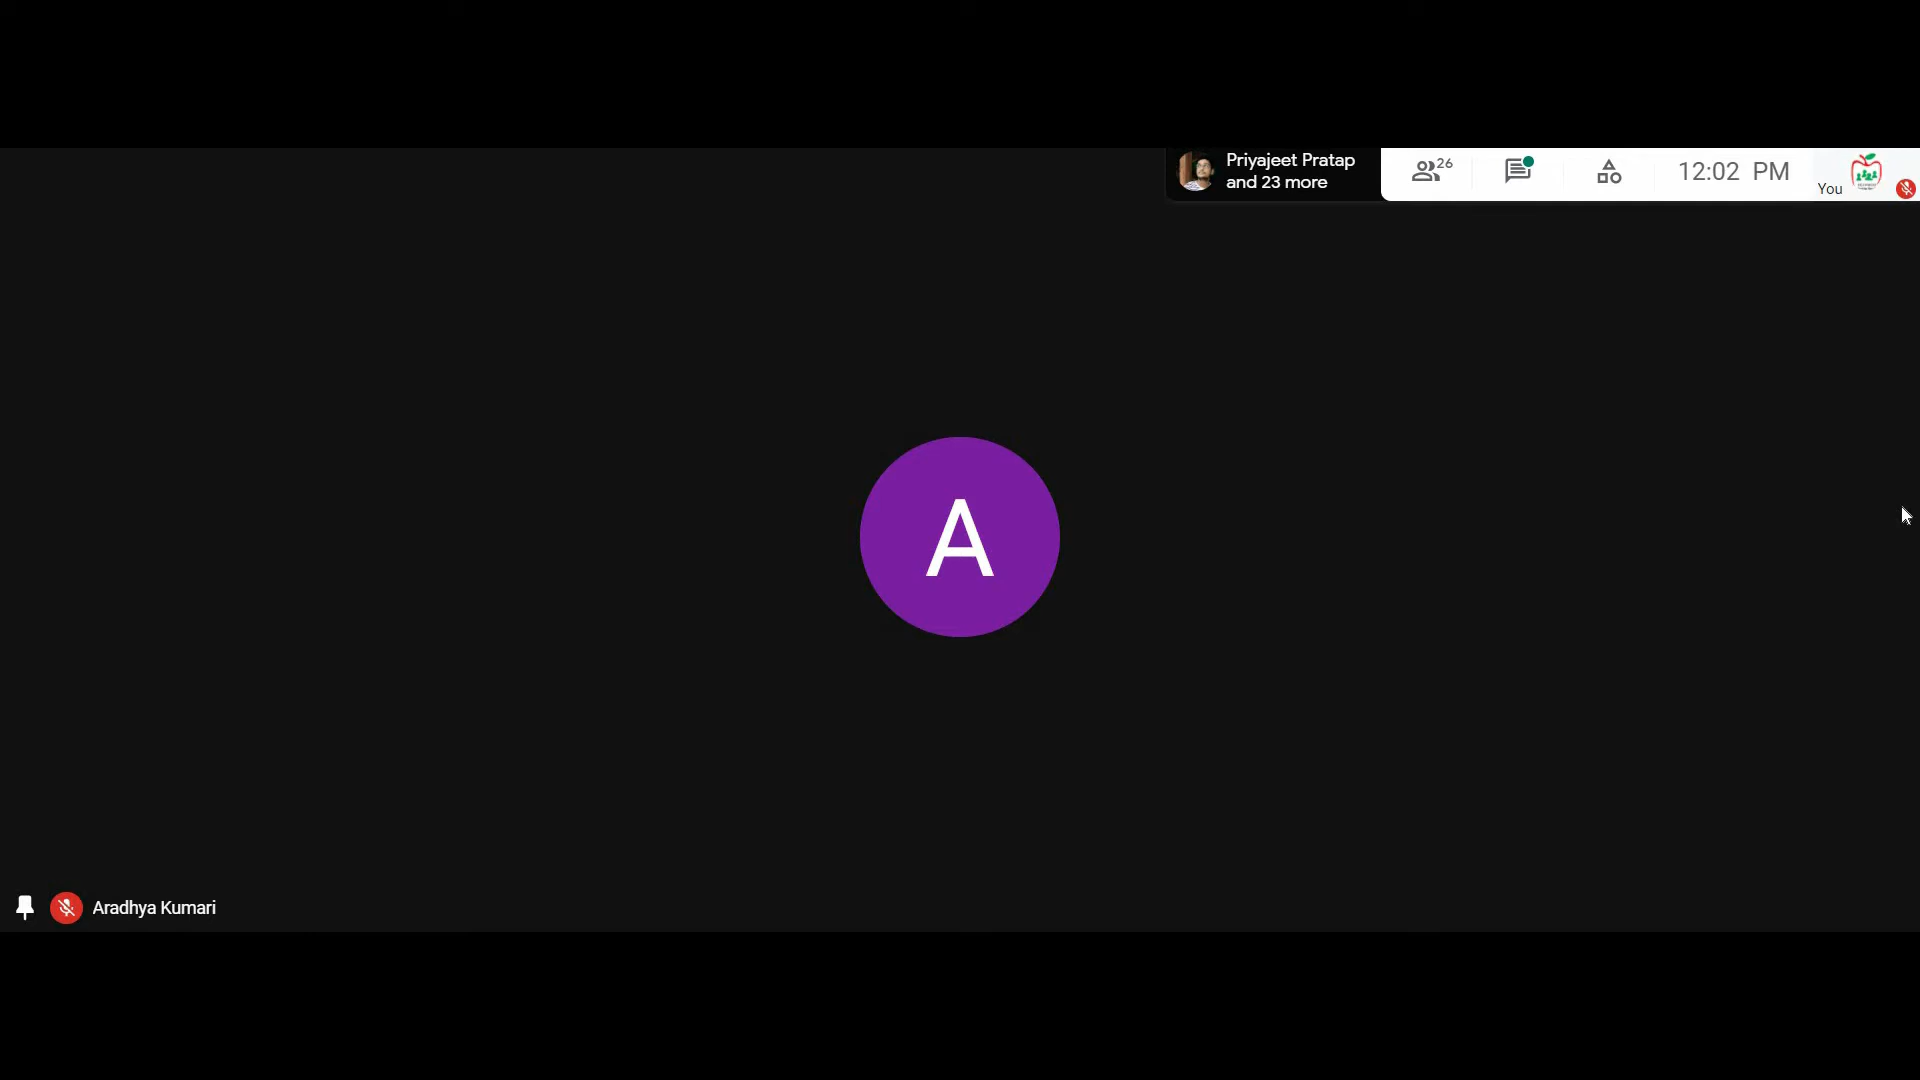 Priyajeet Pratap
and 23 more
26
12:02 PM
You
A
Aradhya Kumari